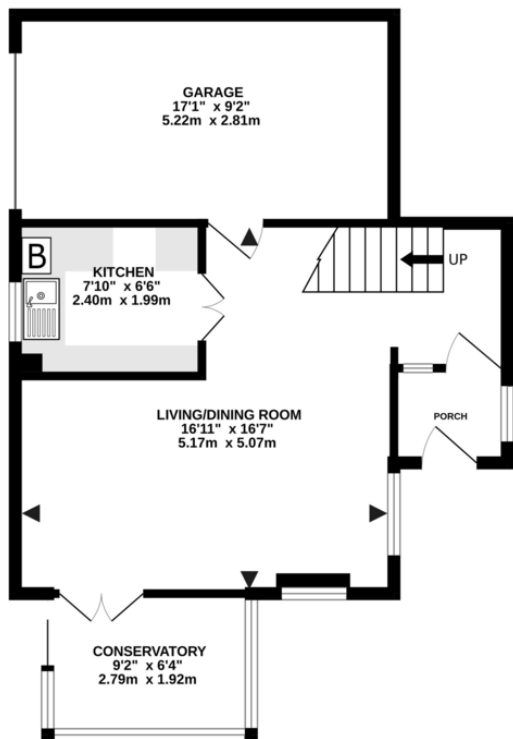 GARAGE
17'1" x 9'2"
5.22m x 2.81m
B
KITCHEN
7'10" x 6'6"
2.40m x 1.99m
UP
LIVING/DINING ROOM
16'11" x 16'7"
5.17m x 5.07m
PORCH
CONSERVATORY
9'2" x 6'4"
2.79m x 1.92m